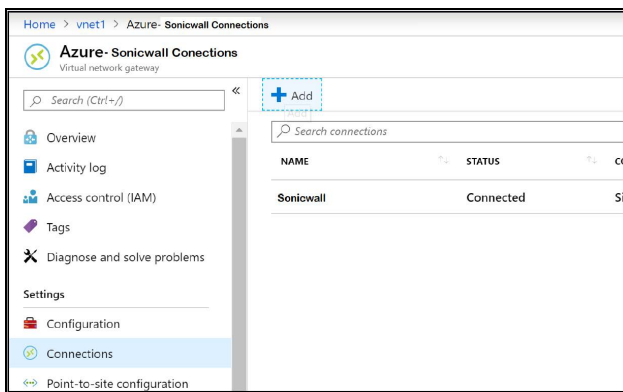 Home > vnet1 > Azure- Sonicwall Connections
Azure- Sonicwall Conections
Virtual network gateway
Search (Ctrl+/)
«
Add
Add
Search connections
NAME
STATUS
Sonicwall
Connected
Overview
Activity log
Access control (IAM)
Tags
Diagnose and solve problems
Settings
Configuration
Connections
Point-to-site configuration